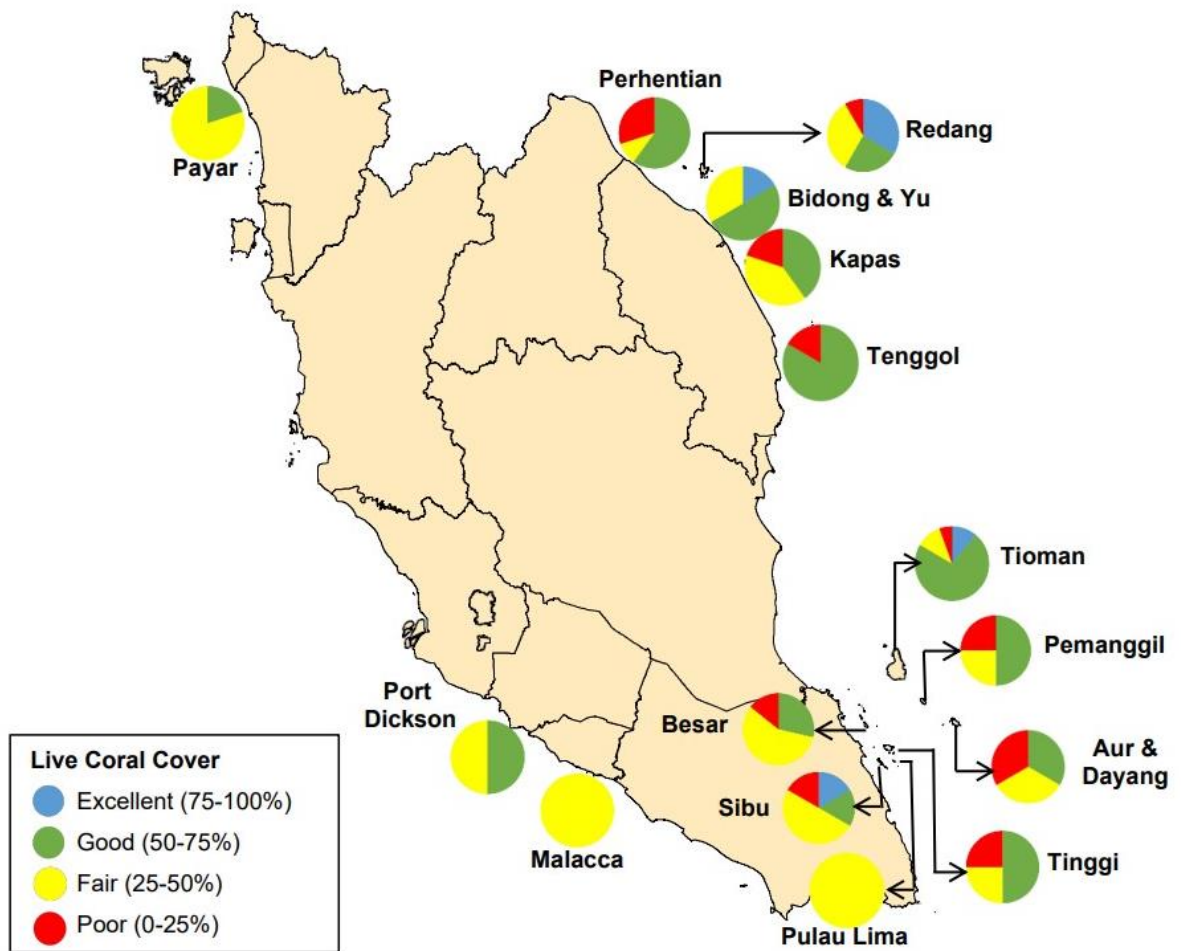 Perhentian
Redang
Payar
Bidong & Yu
Kapas
Tenggol
Tioman
Pemanggil
Port
Dickson
Besar
Aur &
Dayang
Sibu
Malacca
Tinggi
Pulau Lima
Live Coral Cover
Excellent (75-100%)
Good (50-75%)
Fair (25-50%)
Poor (0-25%)